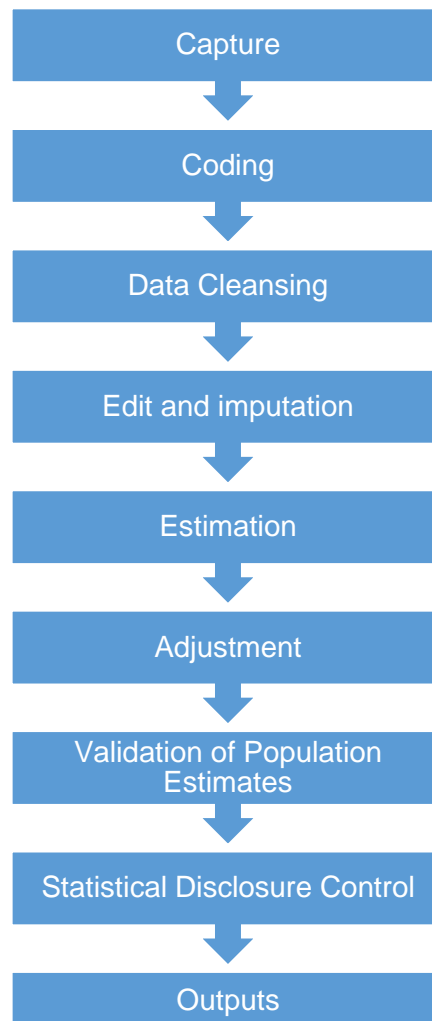 Capture
Coding
Data Cleansing
Edit and imputation
Estimation
Adjustment
Validation of Population
Estimates
Statistical Disclosure Control
Outputs